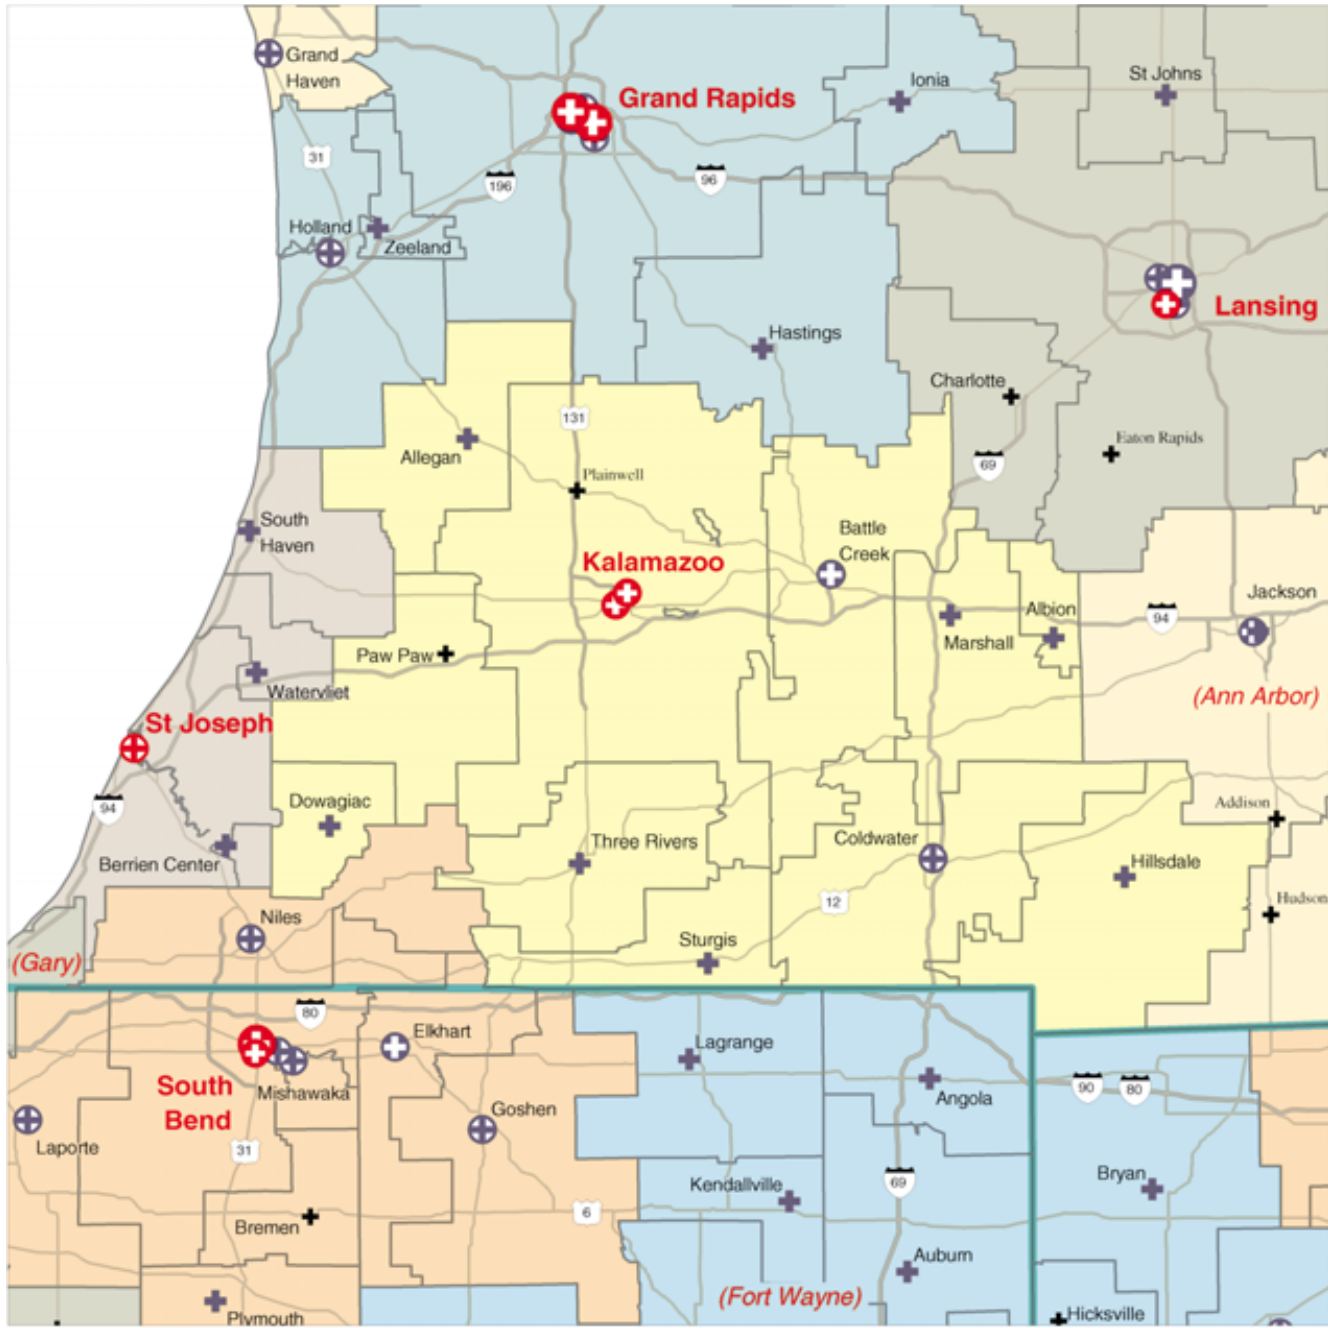 Grand
Haven
Grand Rapids
Ionia
St Johns
31
196
96
Holland
Zeeland
Lansing
Hastings
Charlotte
131
Eaton Rapids
Allegan
69
Plainwell
South
Haven
Battle
Creek
Kalamazoo
Jackson
Albion
94
Marshall
Paw Paw
Watervliet
(Ann Arbor)
St Joseph
94
Dowagiac
Addison
Three Rivers
Coldwater
Berrien Center
Hillsdale
12
Hudson
Niles
Sturgis
(Gary)
80
Elkhart
Lagrange
South
Bend
Mishawaka
90
80
Angola
Goshen
Laporte
31
Bryan
69
Kendallville
6
Bremen
Auburn
(Fort Wayne)
Hicksville
Plymouth